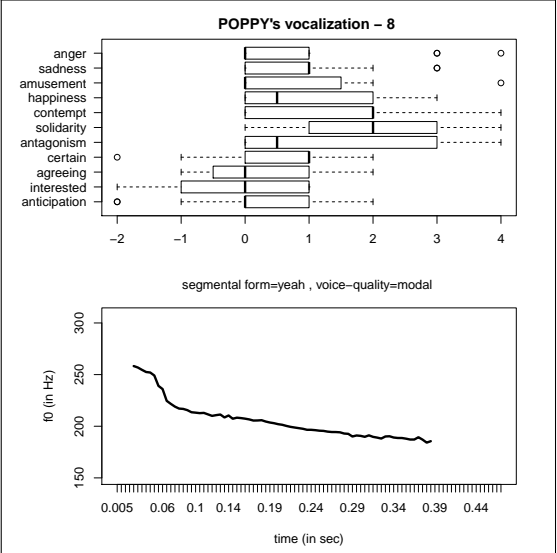 POPPY's vocalization − 8
anger
sadness
amusement
happiness
contempt
solidarity
antagonism
certain
agreeing
interested
anticipation
−2 −1 0 1 2 3 4
segmental form=yeah , voice−quality=modal
f0 (in Hz)
300
250
200
150
0.005 0.06 0.1 0.14 0.19 0.24 0.29 0.34 0.39 0.44
time (in sec)